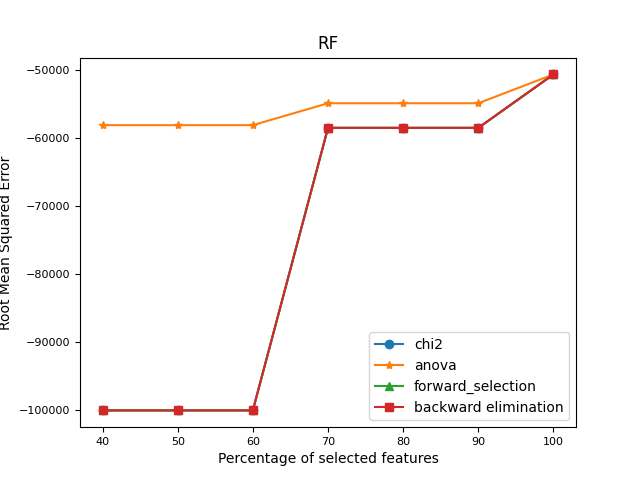 RF
Root Mean Squared Error
−50000
−60000
−70000
−80000
−90000
−100000
40 50 60 70 80 90 100
Percentage of selected features
chi2
anova
forward_selection
backward elimination